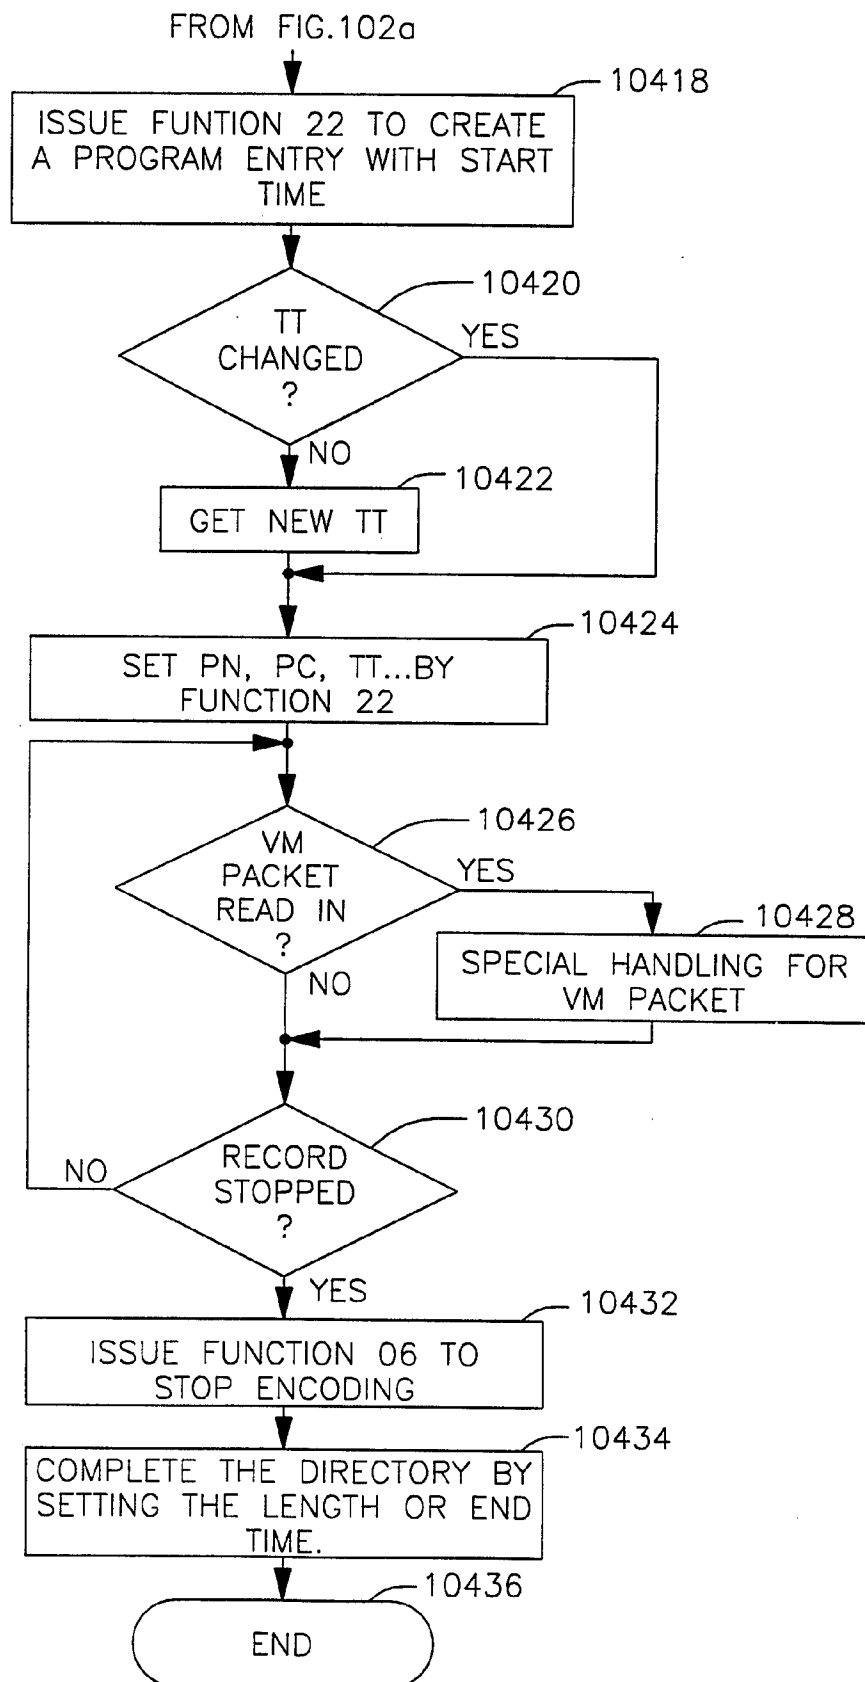 FROM FIG.102a
10418
ISSUE FUNTION 22 TO CREATE
A PROGRAM ENTRY WITH START
TIME
10420
TT
CHANGED
?
YES
NO
10422
GET NEW TT
10424
SET PN, PC, TT...BY
FUNCTION 22
10426
VM
PACKET
READ IN
?
YES
NO
10428
SPECIAL HANDLING FOR
VM PACKET
10430
RECORD
STOPPED
?
NO
YES
10432
ISSUE FUNCTION 06 TO
STOP ENCODING
10434
COMPLETE THE DIRECTORY BY
SETTING THE LENGTH OR END
TIME.
10436
END